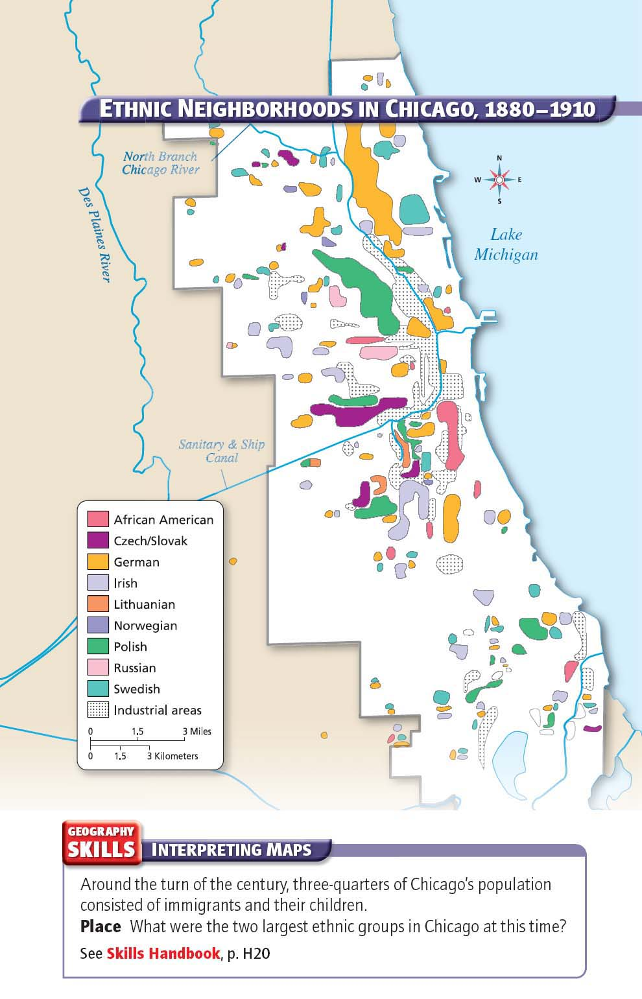 ETHNIC NEIGHBORHOODS IN CHICAGO, 1880–1910
North Branch
Chicago River
Des Plaines River
N
W
E
S
Lake
Michigan
Sanitary & Ship
Canal
African American
Czech/Slovak
German
Irish
Lithuanian
Norwegian
Polish
Russian
Swedish
Industrial areas
0 1.5 3 Miles
0 1.5 3 Kilometers
GEOGRAPHY
SKILLS
INTERPRETING MAPS
Around the turn of the century, three-quarters of Chicago's population
consisted of immigrants and their children.
Place What were the two largest ethnic groups in Chicago at this time?
See Skills Handbook, p. H20